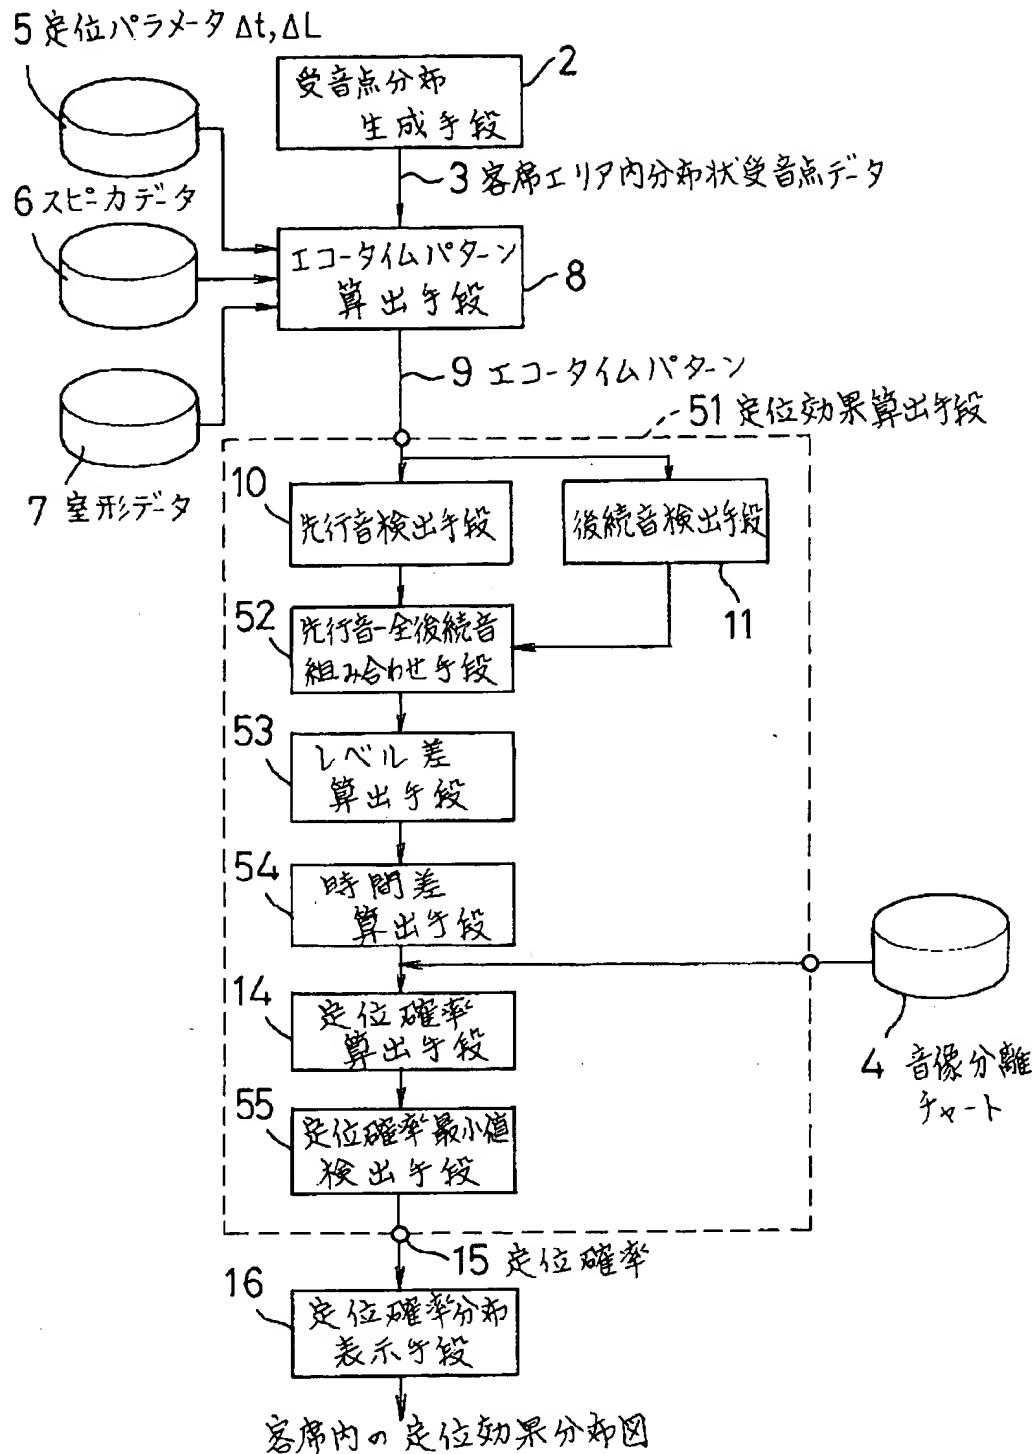 5 定位パラメータ Δt,ΔL
受音点分布
生成手段
2
3 客席エリア内分布状受音点データ
6 スピーカデータ
エコータイムパターン
算出手段
8
9 エコータイムパターン
51 定位効果算出手段
7 室形データ
10
先行音検出手段
後続音検出手段
11
52
先行音-全後続音
組み合わせ手段
53
レベル差
算出手段
54
時間差
算出手段
14
定位確率
算出手段
4 音像分離
チャート
55
定位確率最小値
検出手段
15 定位確率
16
定位確率分布
表示手段
客席内の定位効果分布図